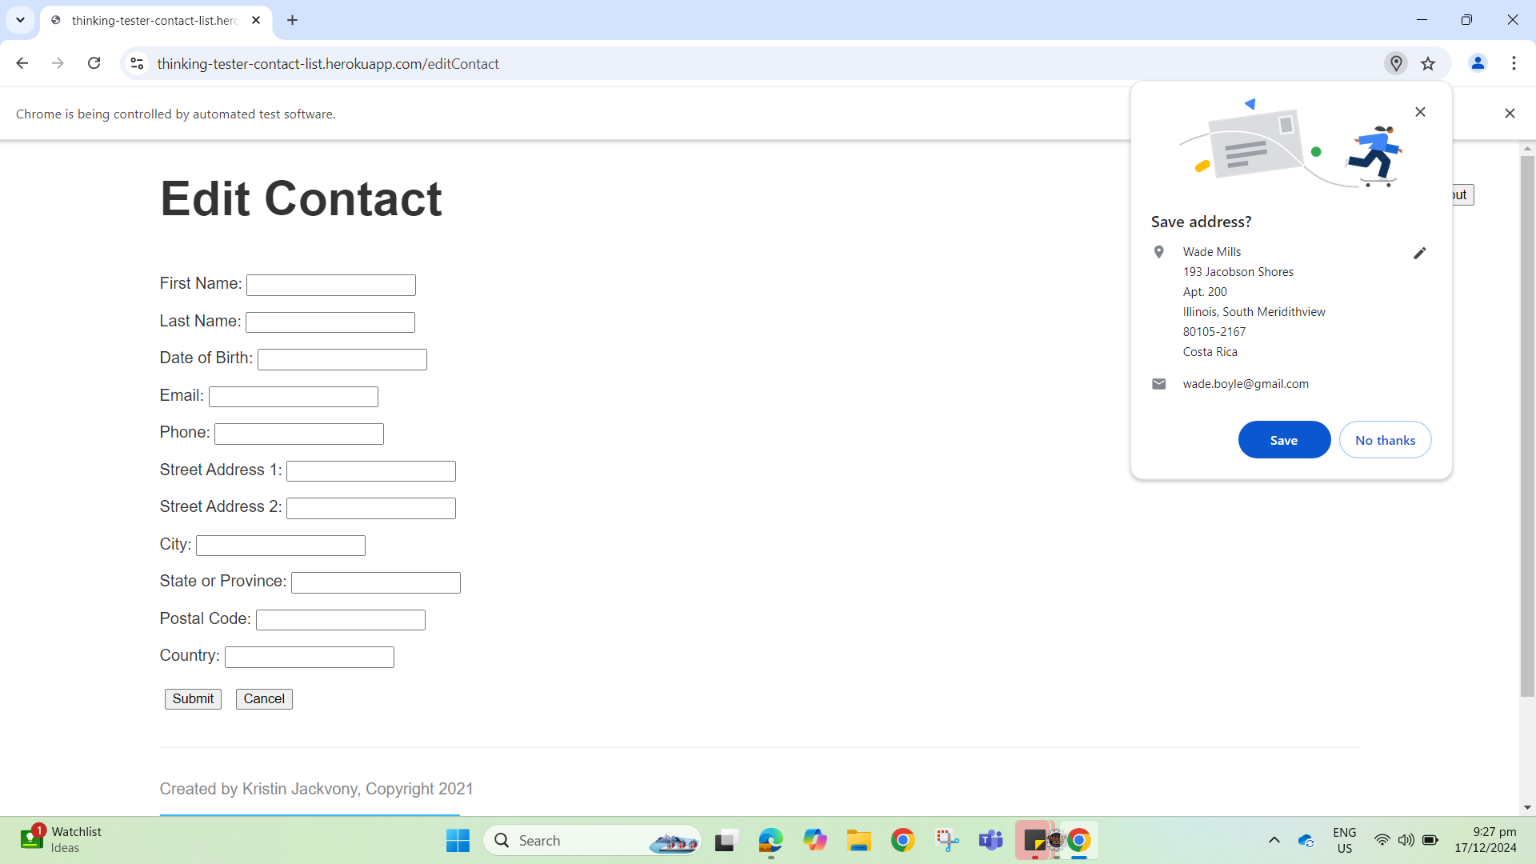 thinking-tester-contact-list.herc
thinking-tester-contact-list.herokuapp.com/editContact
Chrome is being controlled by automated test software.
Edit Contact
out
First Name:
Last Name:
Date of Birth:
Email:
Phone:
Street Address 1:
Street Address 2:
City:
State or Province:
Postal Code:
Country:
Submit
Cancel
Created by Kristin Jackvony, Copyright 2021
Save address?
Wade Mills
193 Jacobson Shores
Apt. 200
Illinois, South Meridithview
80105-2167
Costa Rica
wade.boyle@gmail.com
Save
No thanks
1
Watchlist
Ideas
Search
ENG
US
9:27 pm
17/12/2024